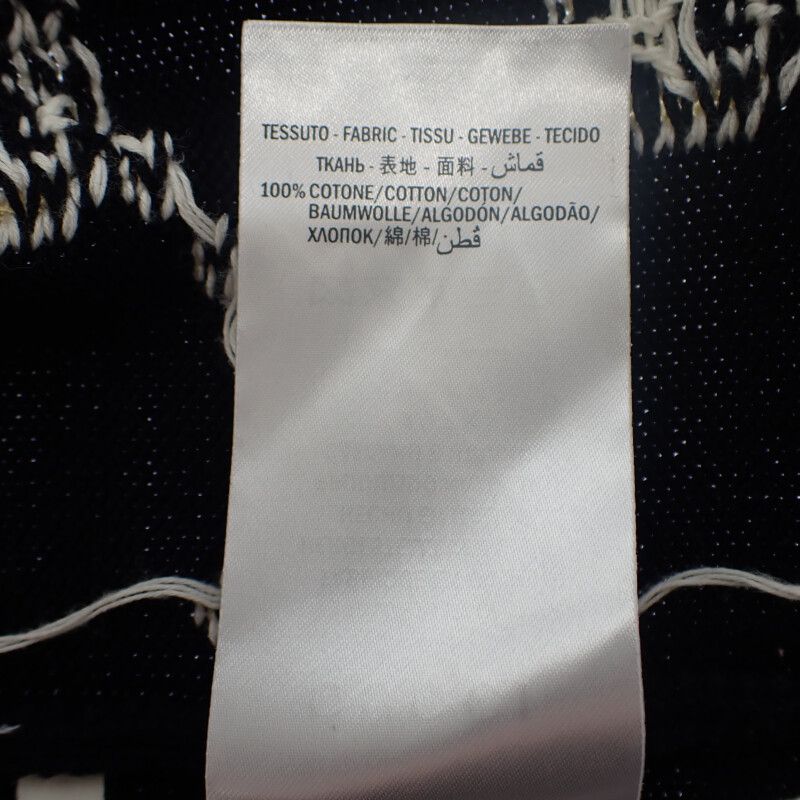 TESSUTO - FABRIC - TISSU - GEWEBE - TECIDO
ТКАНЬ - 表地 - 面料 - قماش
100% COTONE/COTTON/COTON/
BAUMWOLLE/ALGODÓN/ALGODÃO/
ХЛОПОК/綿/棉/قطن